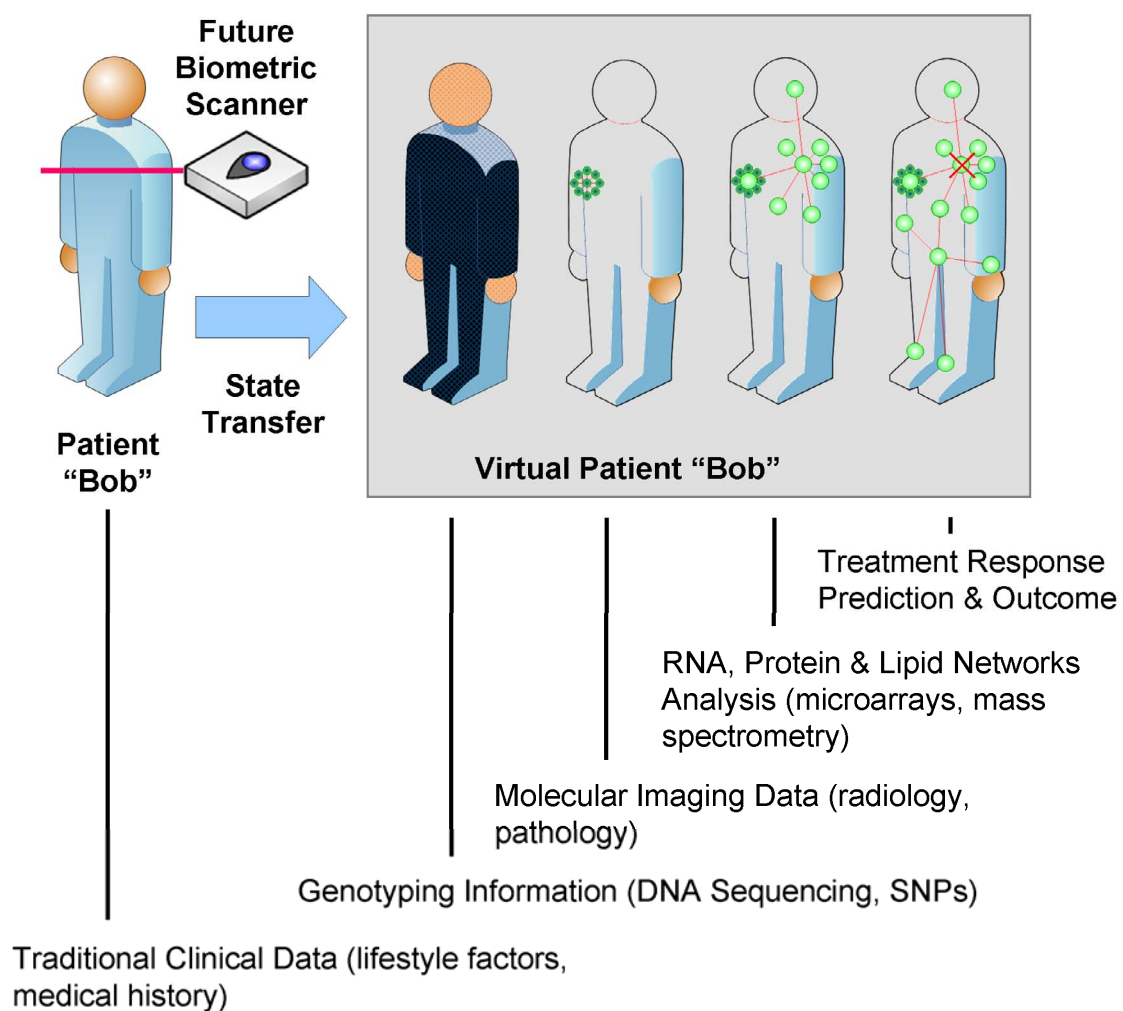 Future
Biometric
Scanner
State
Transfer
Patient
“Bob”
Virtual Patient “Bob”
Treatment Response
Prediction & Outcome
RNA, Protein & Lipid Networks
Analysis (microarrays, mass
spectrometry)
Molecular Imaging Data (radiology,
pathology)
Genotyping Information (DNA Sequencing, SNPs)
Traditional Clinical Data (lifestyle factors,
medical history)